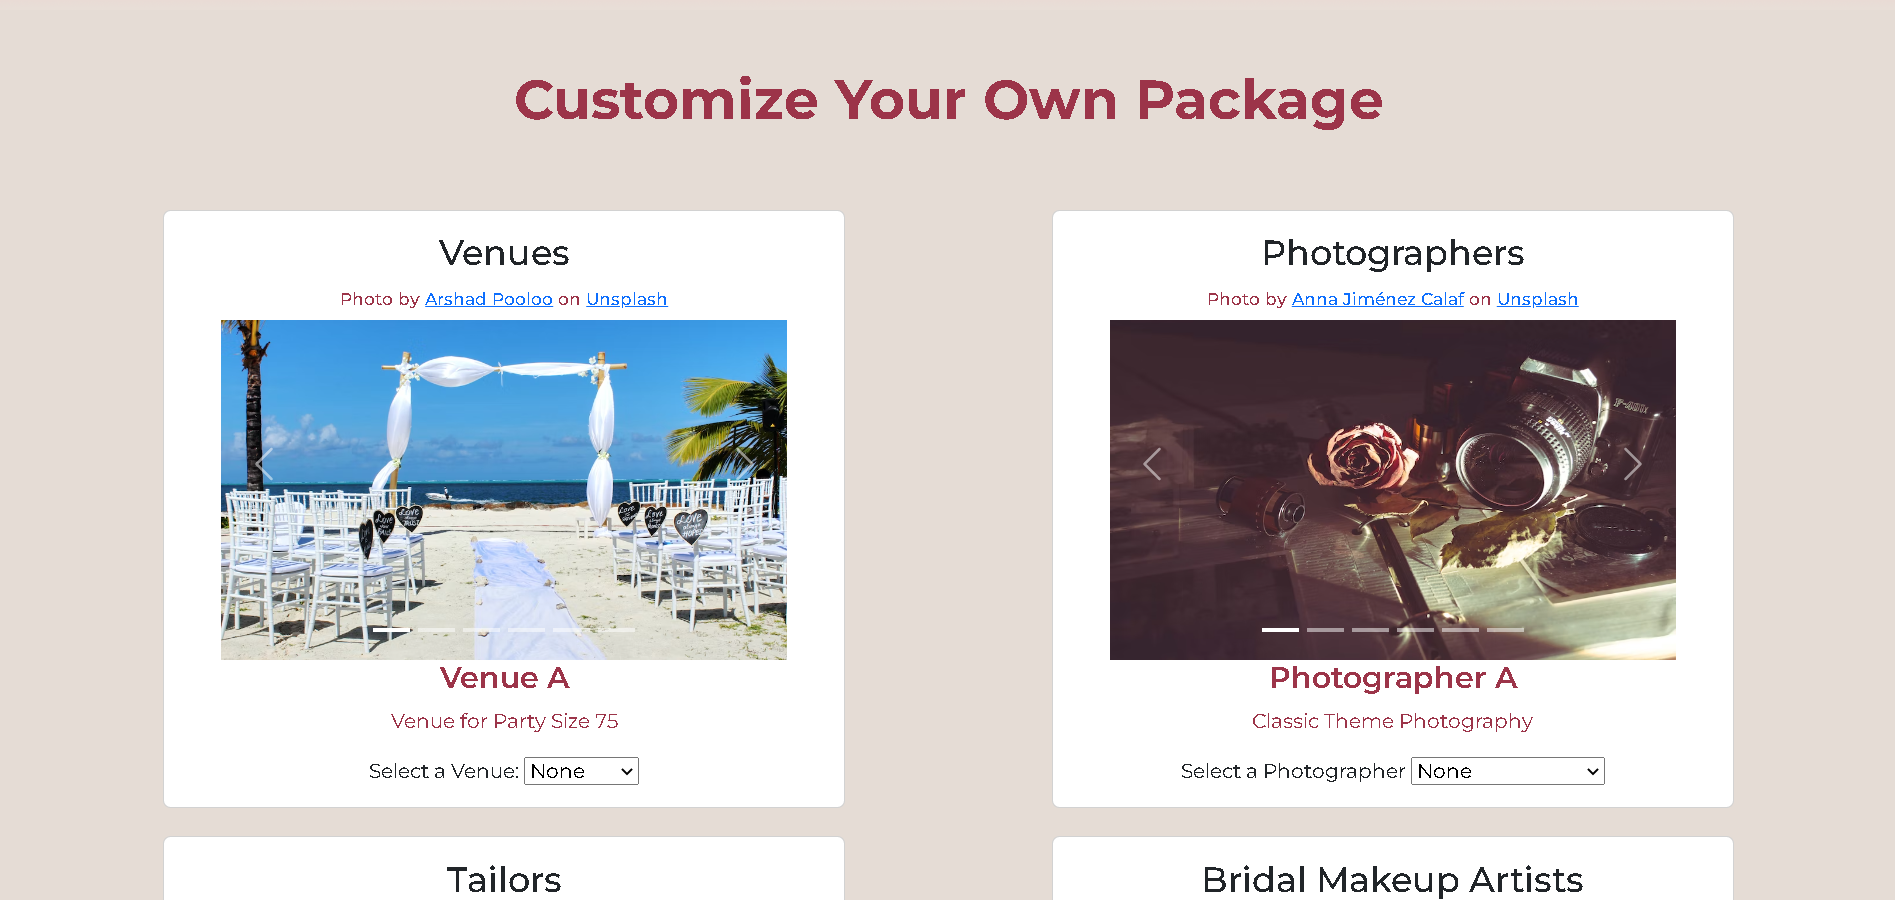 Customize Your Own Package
Venues
Photo by Arshad Pooloo on Unsplash
Venue A
Venue for Party Size 75
Select a Venue: None
Photographers
Photo by Anna Jiménez Calaf on Unsplash
Photographer A
Classic Theme Photography
Select a Photographer None
Tailors
Bridal Makeup Artists